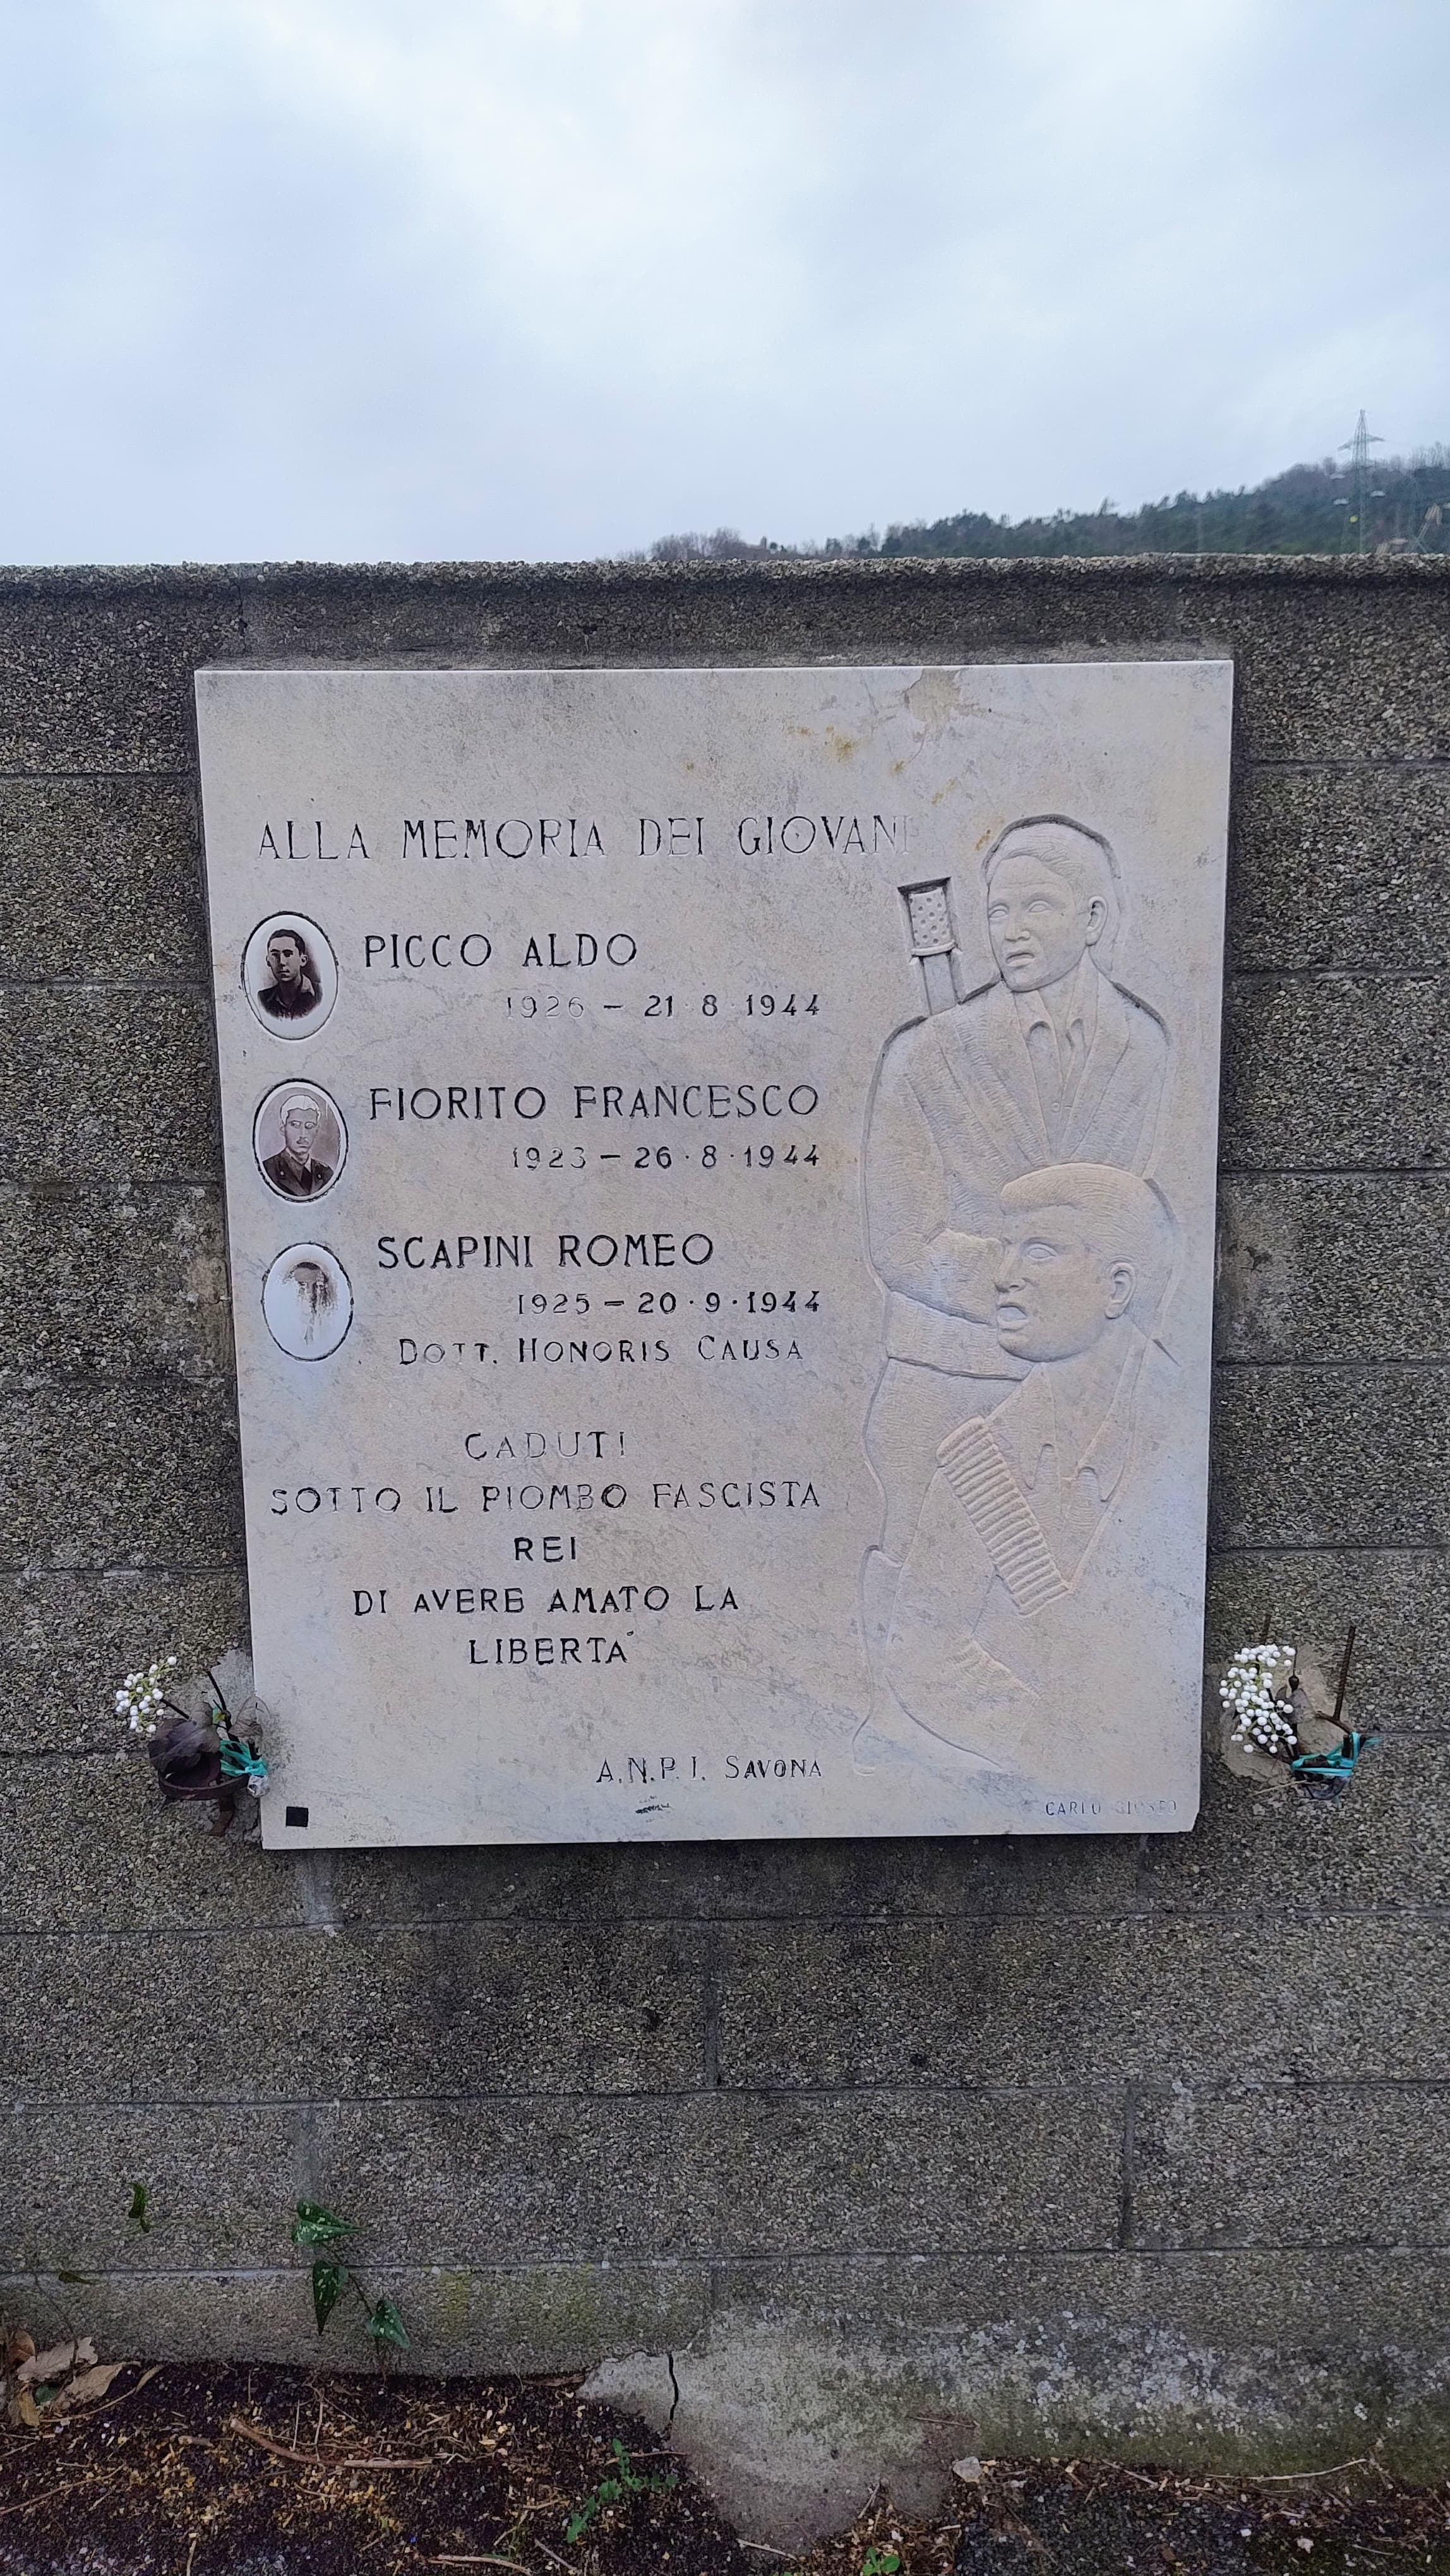 ALLA MEMORIA DEI GIOVANI
PICCO ALDO
1926 – 21·8·1944
FIORITO FRANCESCO
1923 – 26·8·1944
SCAPINI ROMEO
1925 – 20·9·1944
DOTT. HONORIS CAUSA
CADUTI
SOTTO IL PIOMBO FASCISTA
REI
DI AVERE AMATO LA
LIBERTA'
A.N.P.I. SAVONA
CARLO